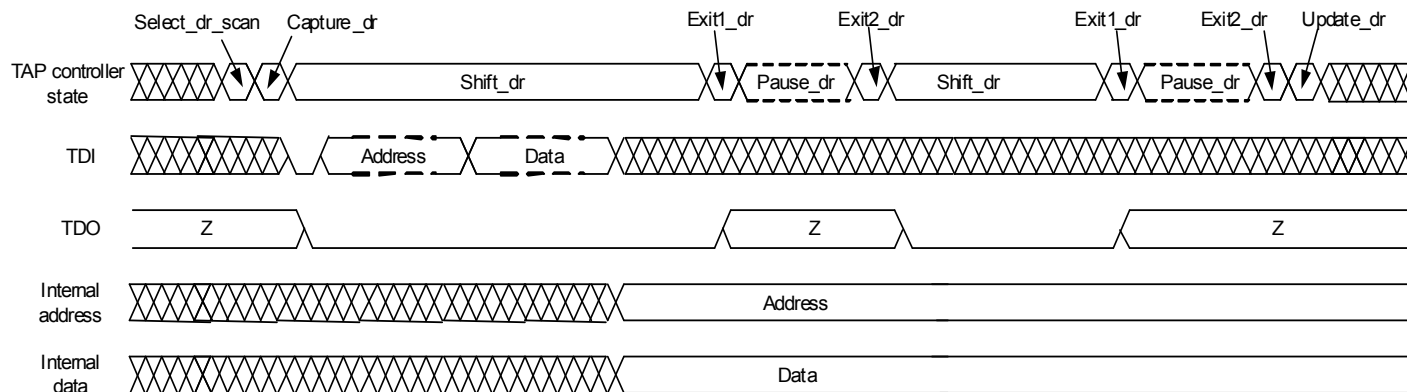 Select_dr_scan Capture_dr Exit1_dr Exit2_dr Exit1_dr Exit2_dr Update_dr
TAP controller
state
Shift_dr Pause_dr Shift_dr Pause_dr
TDI
Address Data
TDO
Z Z Z
Internal
address
Address
Internal
data
Data